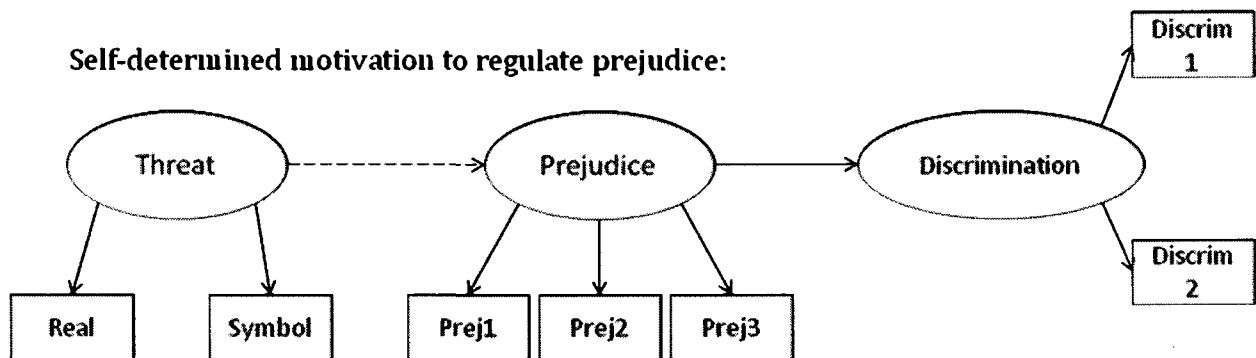 Discrim
1
Self-determined motivation to regulate prejudice:
Threat
Prejudice
Discrimination
Discrim
2
Real
Symbol
Prej1
Prej2
Prej3